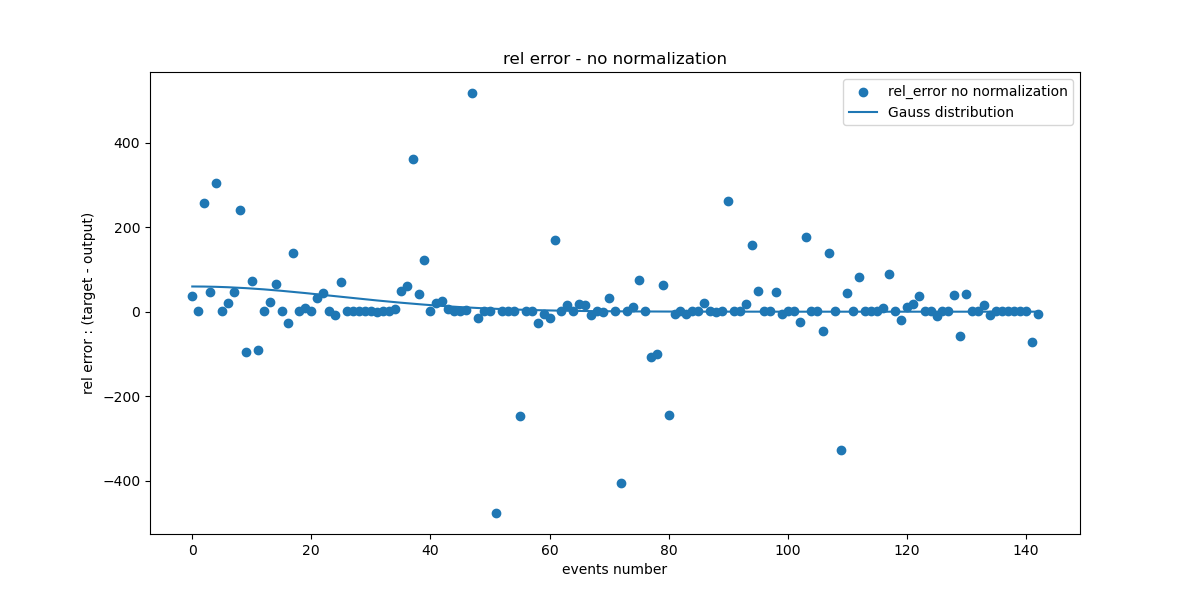 rel error - no normalization
rel_error no normalization
Gauss distribution
rel error : (target - output)
400
200
0
−200
−400
0 20 40 60 80 100 120 140
events number